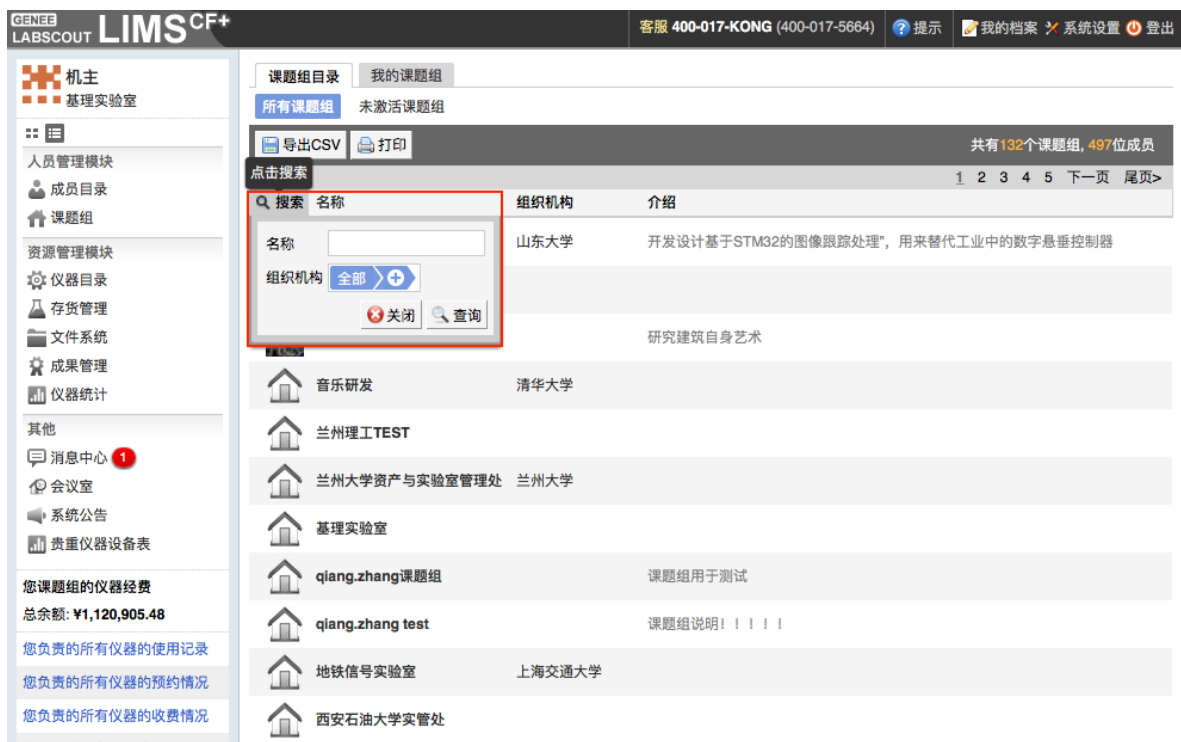 GENEE
LABSCOUT LIMS CF+
客服 400-017-KONG (400-017-5664) 提示 我的档案 系统设置 登出
机主
基理实验室
人员管理模块
成员目录
课题组
资源管理模块
仪器目录
存货管理
文件系统
成果管理
仪器统计
其他
消息中心 1
会议室
系统公告
贵重仪器设备表
您课题组的仪器经费
总余额: ¥1,120,905.48
您负责的所有仪器的使用记录
您负责的所有仪器的预约情况
您负责的所有仪器的收费情况
课题组目录 我的课题组
所有课题组 未激活课题组
导出CSV 打印 共有132个课题组, 497位成员
点击搜索
1 2 3 4 5 下一页 尾页>
搜索 名称 组织机构 介绍
名称
组织机构 全部
关闭 查询
山东大学 开发设计基于STM32的图像跟踪处理", 用来替代工业中的数字悬垂控制器
研究建筑自身艺术
音乐研发 清华大学
兰州理工TEST
兰州大学资产与实验室管理处 兰州大学
基理实验室
qiang.zhang课题组 课题组用于测试
qiang.zhang test 课题组说明！！！！！
地铁信号实验室 上海交通大学
西安石油大学实管处